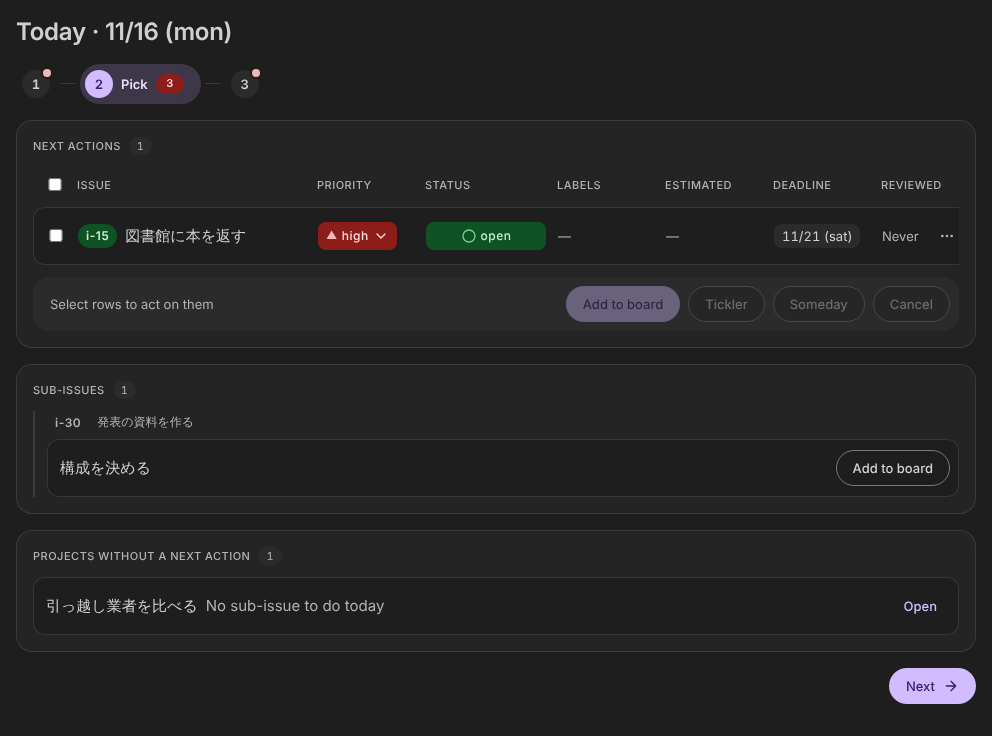 Today · 11/16 (mon)
1 2 Pick 3 3
NEXT ACTIONS 1
ISSUE PRIORITY STATUS LABELS ESTIMATED DEADLINE REVIEWED
i-15 図書館に本を返す high open — — 11/21 (sat) Never ···
Select rows to act on them Add to board Tickler Someday Cancel
SUB-ISSUES 1
i-30 発表の資料を作る
構成を決める Add to board
PROJECTS WITHOUT A NEXT ACTION 1
引っ越し業者を比べる No sub-issue to do today Open
Next →